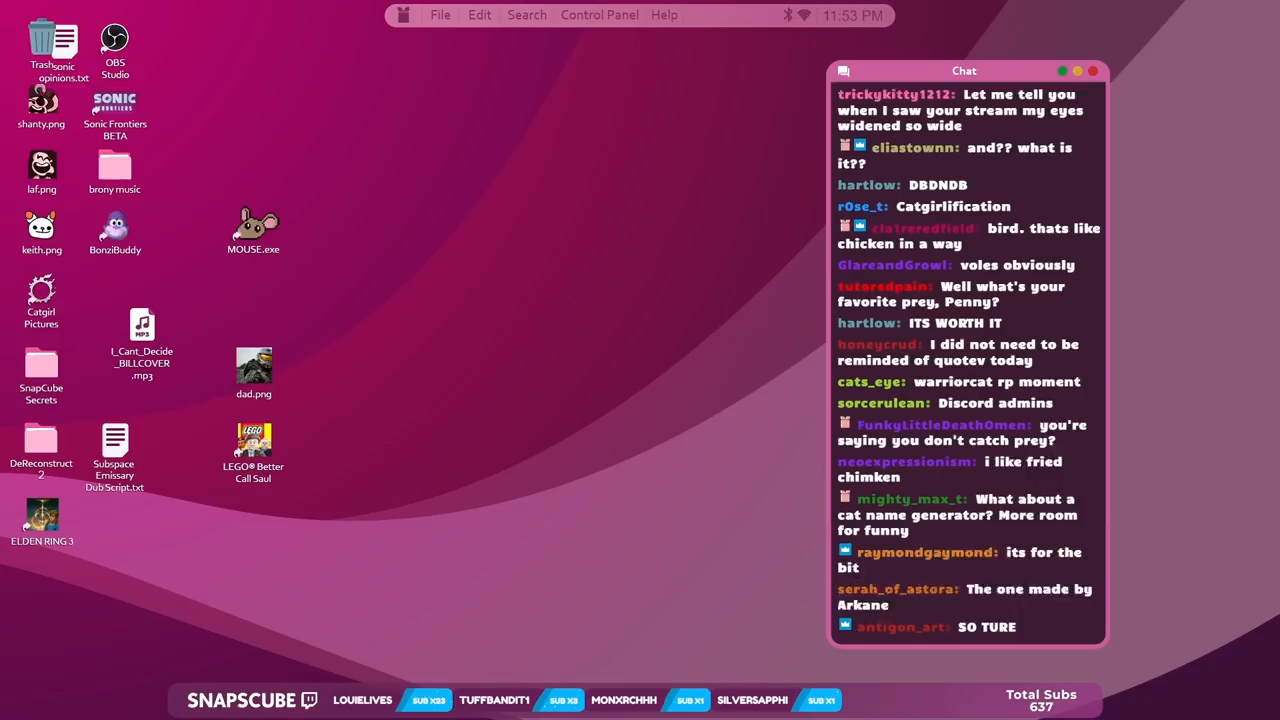 File Edit Search Control Panel Help
11:53 PM
Trash
sonic
opinions.txt
OBS
Studio
shanty.png
SONIC
FRONTIERS
Sonic Frontiers
BETA
laf.png
brony music
keith.png
BonziBuddy
MOUSE.exe
Catgirl
Pictures
MP3
I_Cant_Decide
_BILLCOVER
.mp3
SnapCube
Secrets
dad.png
DeReconstruct
2
Subspace
Emissary
Dub Script.txt
LEGO
LEGO® Better
Call Saul
ELDEN RING 3
Chat
trickykitty1212: Let me tell you
when I saw your stream my eyes
widened so wide
eliastownn: and?? what is
it??
hartlow: DBDNDB
r0se_t: Catgirlification
cla1reredfield: bird. thats like
chicken in a way
GlareandGrowl: voles obviously
tutoredpain: Well what's your
favorite prey, Penny?
hartlow: ITS WORTH IT
honeycrud: I did not need to be
reminded of quotev today
cats_eye: warriorcat rp moment
sorcerulean: Discord admins
FunkyLittleDeathOmen: you're
saying you don't catch prey?
neoexpressionism: i like fried
chimken
mighty_max_t: What about a
cat name generator? More room
for funny
raymondgaymond: its for the
bit
serah_of_astora: The one made by
Arkane
antigon_art: SO TURE
SNAPSCUBE LOUIELIVES SUB X23 TUFFBANDIT1 SUB X3 MONXRCHHH SUB X1 SILVERSAPPHI SUB X1
Total Subs
637